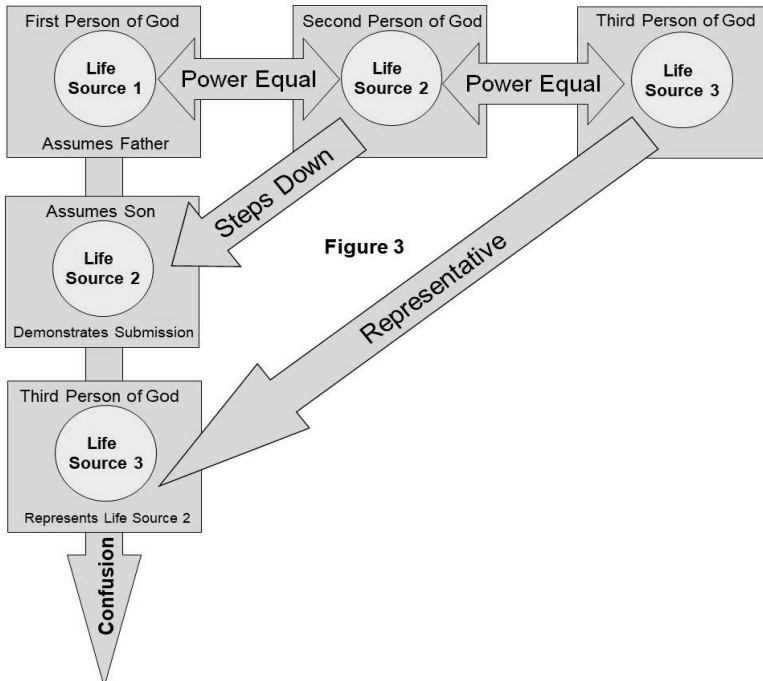 First Person of God
Life
Source 1
Assumes Father
Power Equal
Second Person of God
Life
Source 2
Power Equal
Third Person of God
Life
Source 3
Steps Down
Assumes Son
Life
Source 2
Demonstrates Submission
Figure 3
Representative
Third Person of God
Life
Source 3
Represents Life Source 2
Confusion